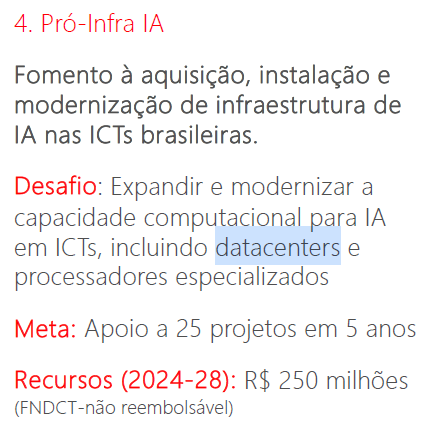 4. Pró-Infra IA
Fomento à aquisição, instalação e
modernização de infraestrutura de
IA nas ICTs brasileiras.
Desafio: Expandir e modernizar a
capacidade computacional para IA
em ICTs, incluindo datacenters e
processadores especializados
Meta: Apoio a 25 projetos em 5 anos
Recursos (2024-28): R$ 250 milhões
(FNDCT-não reembolsável)